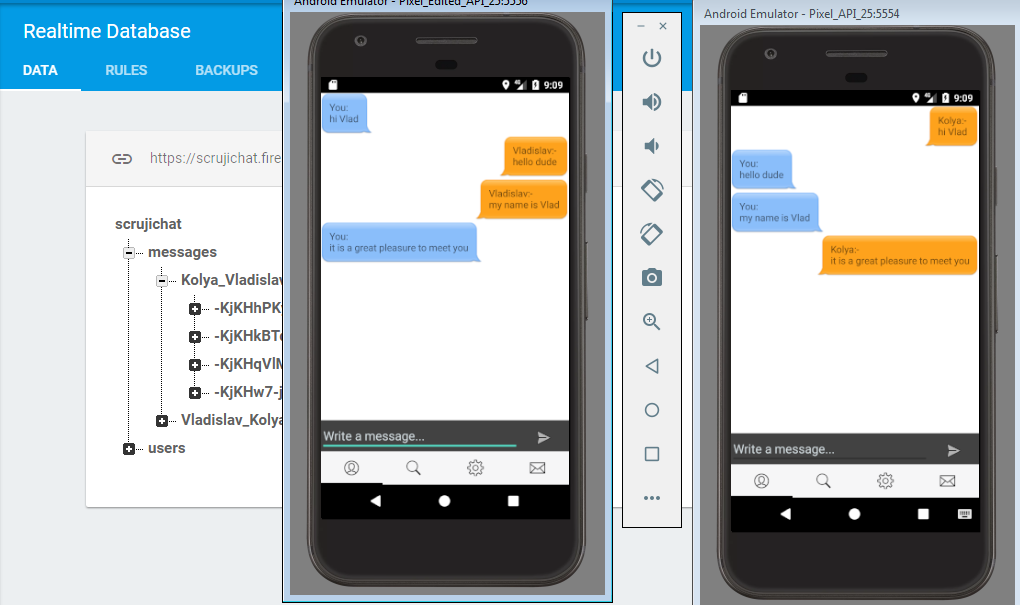 Realtime Database
DATA RULES BACKUPS
https://scrujichat.fire
scrujichat
messages
Kolya_Vladislav
-KjKHhPK
-KjKHkBT
-KjKHqVl
-KjKHw7-j
Vladislav_Kolya
users
Android Emulator - Pixel_Edited_API_25:5556
9:09
You:
hi Vlad
Vladislav:-
hello dude
Vladislav:-
my name is Vlad
You:
it is a great pleasure to meet you
Write a message...
Android Emulator - Pixel_API_25:5554
9:09
Kolya:-
hi Vlad
You:
hello dude
You:
my name is Vlad
Kolya:-
it is a great pleasure to meet you
Write a message...